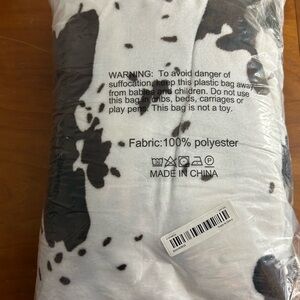 WARNING: To avoid danger of
suffocation, keep this plastic bag away
from babies and children. Do not use
this bag in cribs, beds, carriages or
play pens. This bag is not a toy.
Fabric:100% polyester
MADE IN CHINA